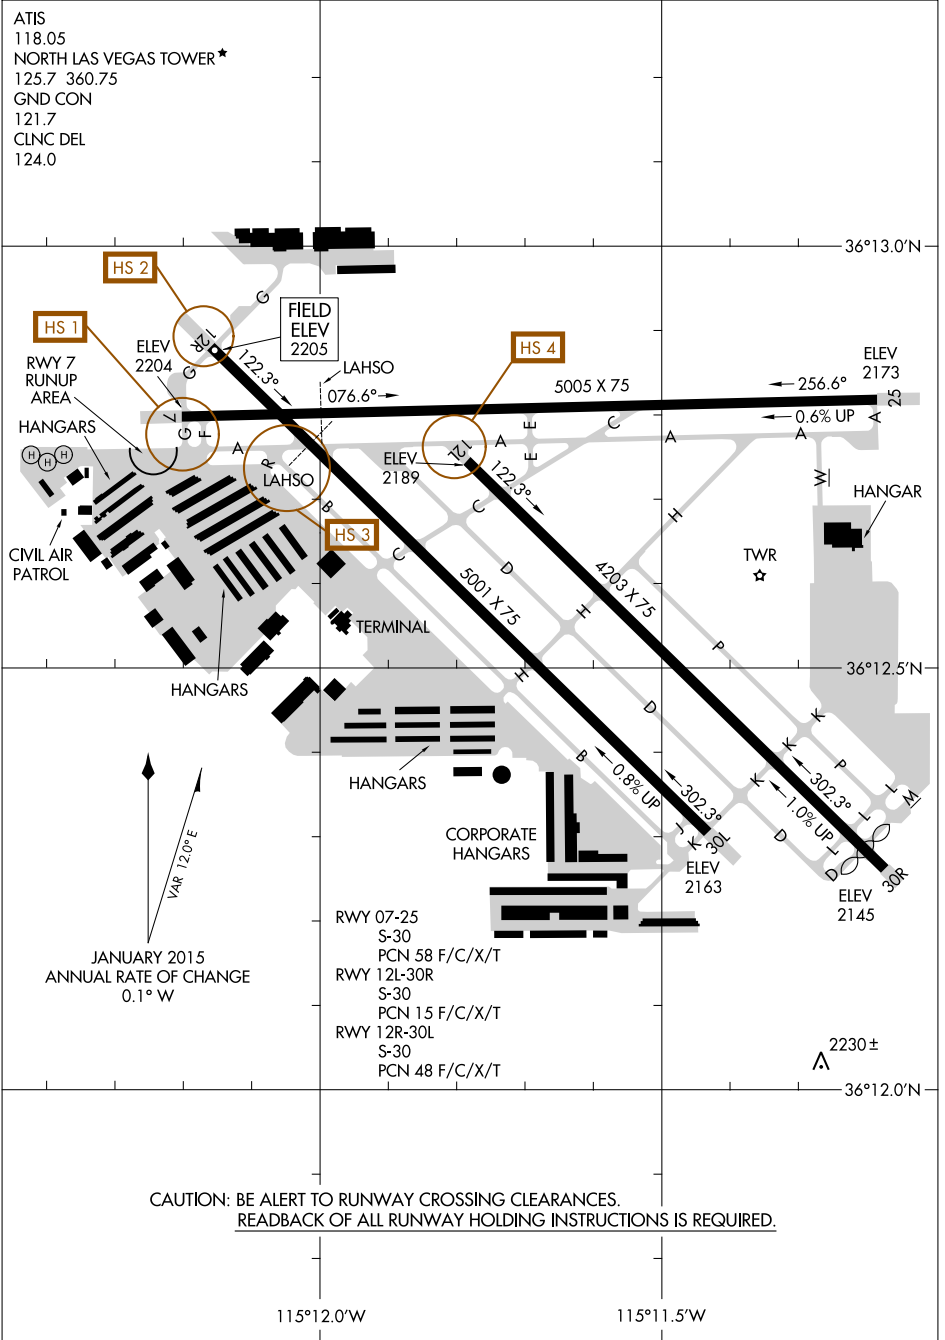 ATIS
118.05
NORTH LAS VEGAS TOWER★
125.7 360.75
GND CON
121.7
CLNC DEL
124.0
36°13.0'N
HS 2
G
HS 1
12R
FIELD
ELEV
2205
ELEV
2204
HS 4
RWY 7
RUNUP
AREA
G
122.3°
LAHSO
ELEV
2173
076.6°
5005 X 75
256.6°
25
0.6% UP
HANGARS
7
G
F
A
R
12L
A
E
E
C
A
A
A
H
H
H
LAHSO
ELEV
2189
122.3°
W
HANGAR
B
C
HS 3
C
H
CIVIL AIR
PATROL
D
5001 X 75
4203 X 75
TWR
H
TERMINAL
P
36°12.5'N
HANGARS
H
D
K
HANGARS
B
0.8% UP
302.3°
K
K
302.3°
1.0% UP
P
L
M
VAR 12.0° E
CORPORATE
HANGARS
L
K
30L
D
L
L
D
30R
ELEV
2163
ELEV
2145
RWY 07-25
S-30
PCN 58 F/C/X/T
RWY 12L-30R
S-30
PCN 15 F/C/X/T
RWY 12R-30L
S-30
PCN 48 F/C/X/T
JANUARY 2015
ANNUAL RATE OF CHANGE
0.1° W
2230 ±
36°12.0'N
CAUTION: BE ALERT TO RUNWAY CROSSING CLEARANCES.
READBACK OF ALL RUNWAY HOLDING INSTRUCTIONS IS REQUIRED.
115°12.0'W
115°11.5'W